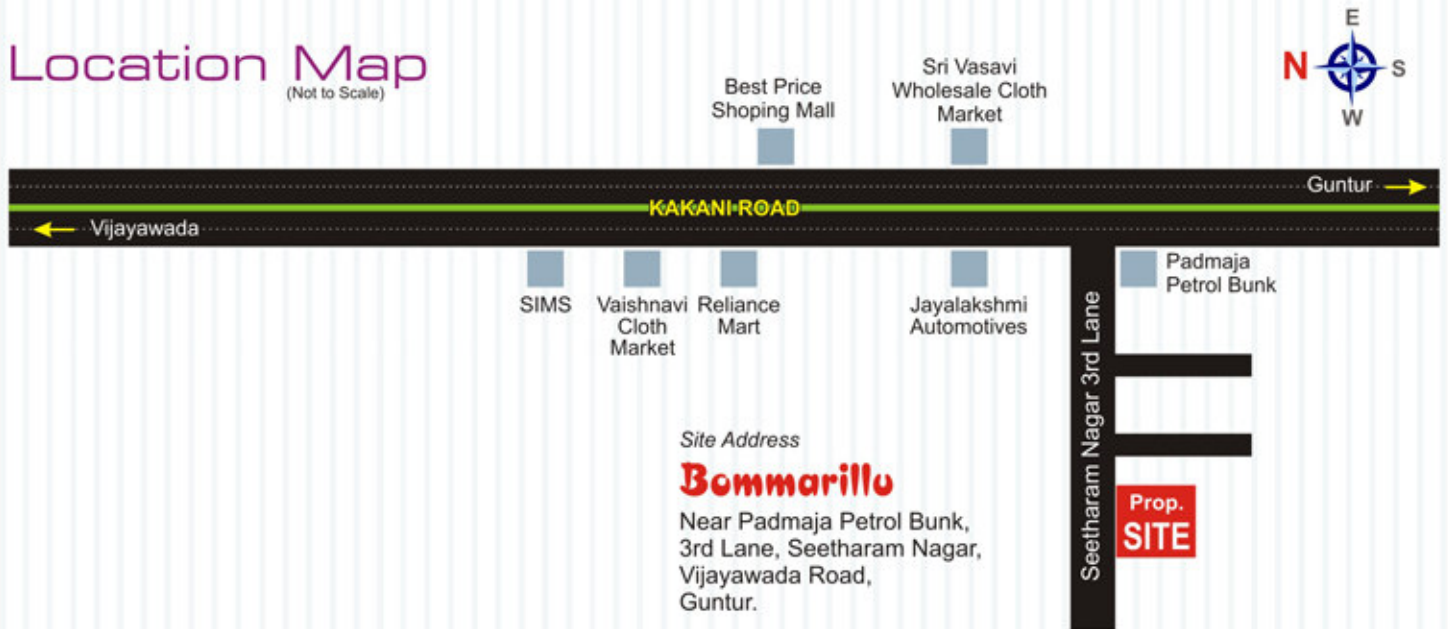 Location Map
(Not to Scale)
E
N
S
W
Best Price
Shoping Mall
Sri Vasavi
Wholesale Cloth
Market
Guntur
KAKANI ROAD
Vijayawada
SIMS
Vaishnavi
Cloth
Market
Reliance
Mart
Jayalakshmi
Automotives
Padmaja
Petrol Bunk
Seetharam Nagar 3rd Lane
Prop.
SITE
Site Address
Bommarillu
Near Padmaja Petrol Bunk,
3rd Lane, Seetharam Nagar,
Vijayawada Road,
Guntur.